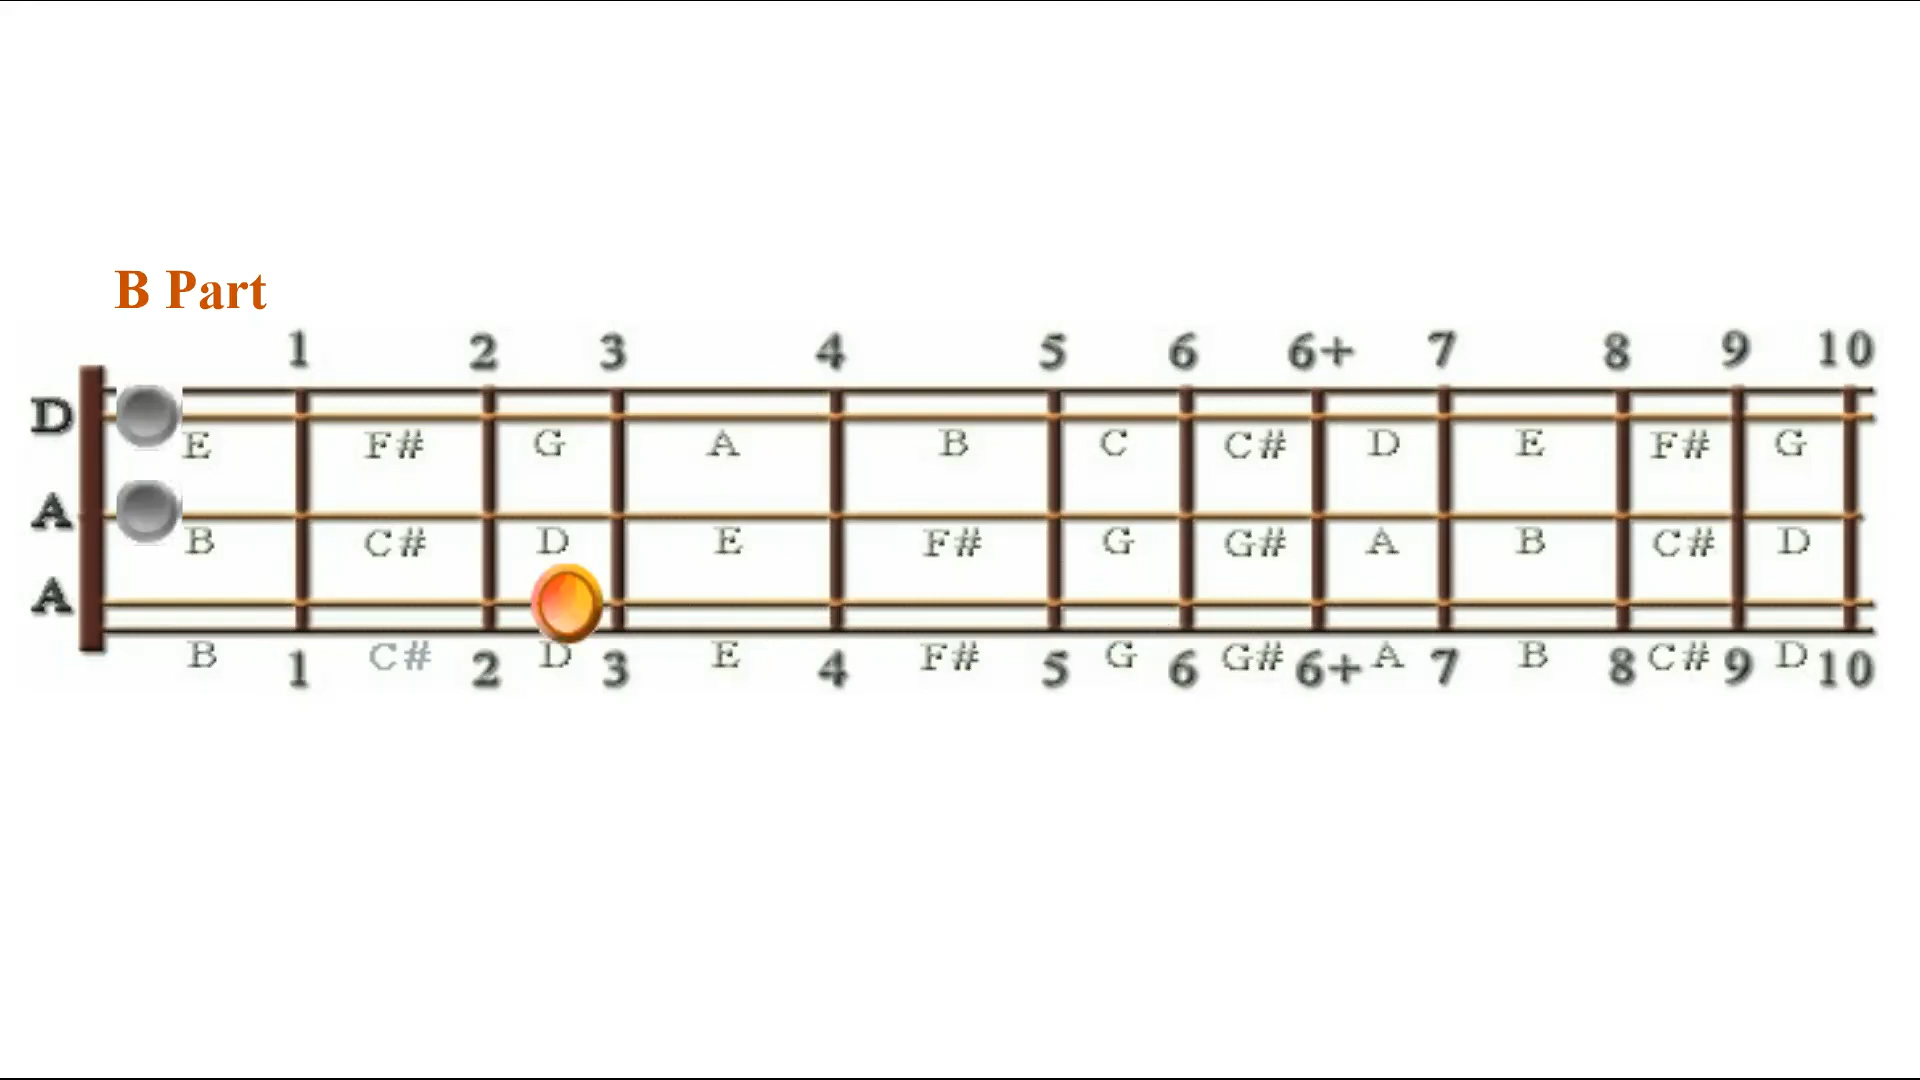 B Part
1 2 3 4 5 6 6+ 7 8 9 10
D
E F# G A B C C# D E F# G
A
B C# D E F# G G# A B C# D
A
B 1 C# 2 D 3 E 4 F# 5 G 6 G# 6+ A 7 B 8 C# 9 D 10